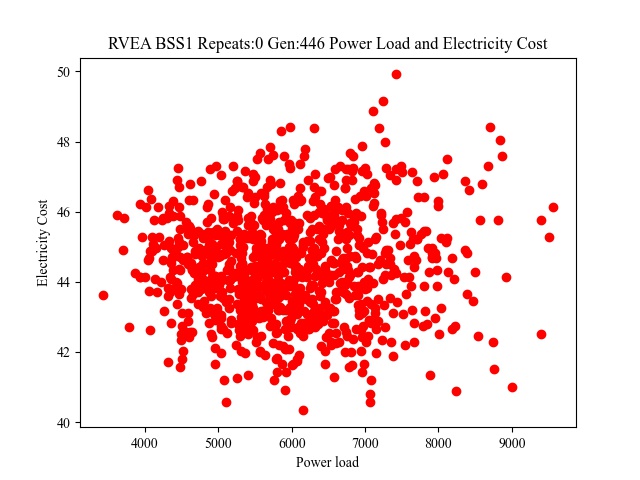 RVEA BSS1 Repeats:0 Gen:446 Power Load and Electricity Cost
50
48
46
44
42
40
Electricity Cost
4000 5000 6000 7000 8000 9000
Power load